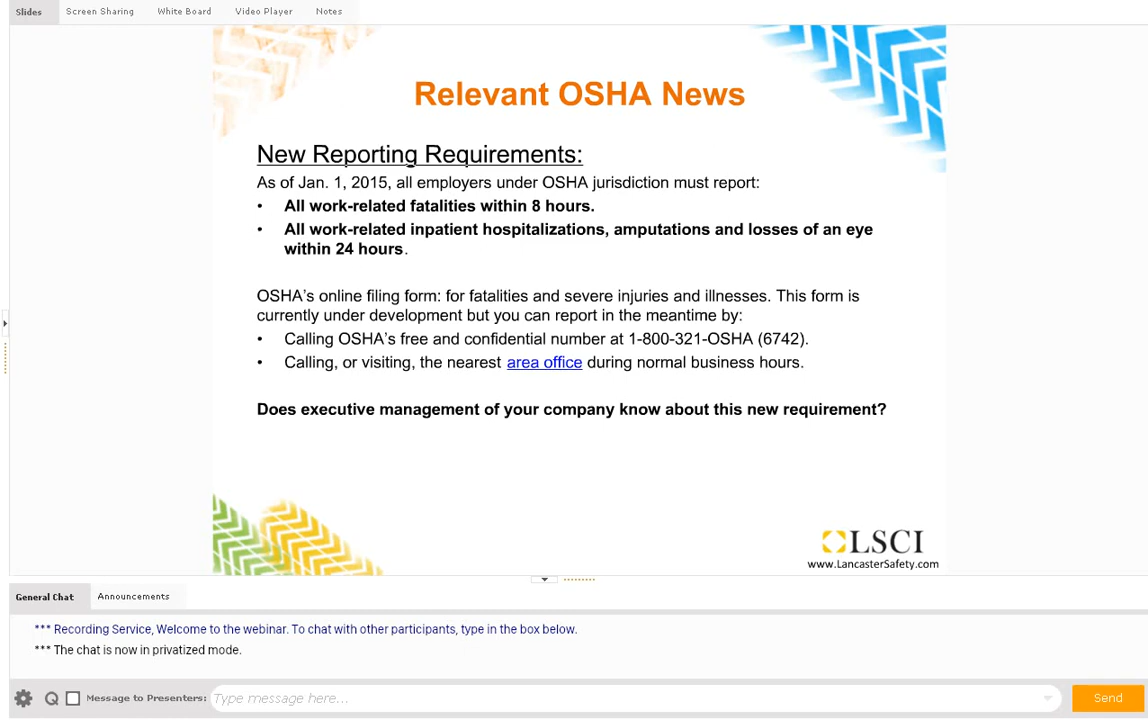 Slides Screen Sharing White Board Video Player Notes
Relevant OSHA News
New Reporting Requirements:
As of Jan. 1, 2015, all employers under OSHA jurisdiction must report:
• All work-related fatalities within 8 hours.
• All work-related inpatient hospitalizations, amputations and losses of an eye
within 24 hours.
OSHA's online filing form: for fatalities and severe injuries and illnesses. This form is
currently under development but you can report in the meantime by:
• Calling OSHA's free and confidential number at 1-800-321-OSHA (6742).
• Calling, or visiting, the nearest area office during normal business hours.
Does executive management of your company know about this new requirement?
LSCI
www.LancasterSafety.com
General Chat Announcements
*** Recording Service, Welcome to the webinar. To chat with other participants, type in the box below.
*** The chat is now in privatized mode.
Message to Presenters: Type message here... Send